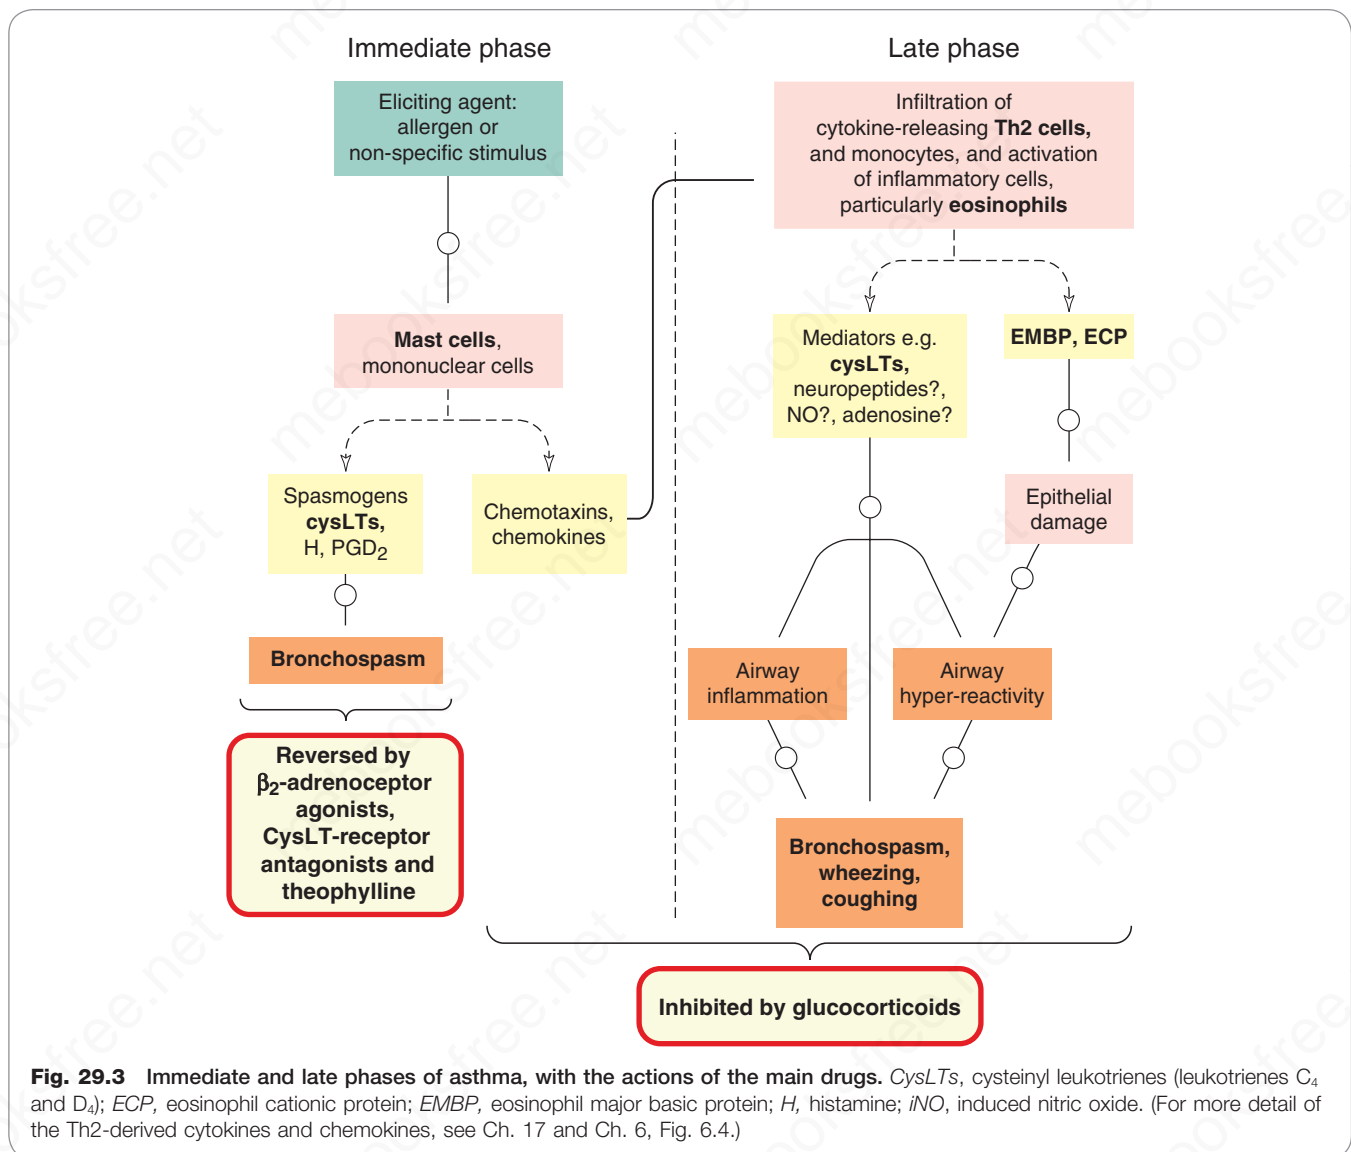 Immediate phase
Eliciting agent:
allergen or
non-specific stimulus
Mast cells,
mononuclear cells
Spasmogens
cysLTs,
H, PGD2
Chemotaxins,
chemokines
Bronchospasm
Reversed by
β2-adrenoceptor
agonists,
CysLT-receptor
antagonists and
theophylline
Late phase
Infiltration of
cytokine-releasing Th2 cells,
and monocytes, and activation
of inflammatory cells,
particularly eosinophils
Mediators e.g.
cysLTs,
neuropeptides?,
NO?, adenosine?
EMBP, ECP
Epithelial
damage
Airway
inflammation
Airway
hyper-reactivity
Bronchospasm,
wheezing,
coughing
Inhibited by glucocorticoids
Fig. 29.3 Immediate and late phases of asthma, with the actions of the main drugs. CysLTs, cysteinyl leukotrienes (leukotrienes C4
and D4); ECP, eosinophil cationic protein; EMBP, eosinophil major basic protein; H, histamine; iNO, induced nitric oxide. (For more detail of
the Th2-derived cytokines and chemokines, see Ch. 17 and Ch. 6, Fig. 6.4.)
mebooksfree.net